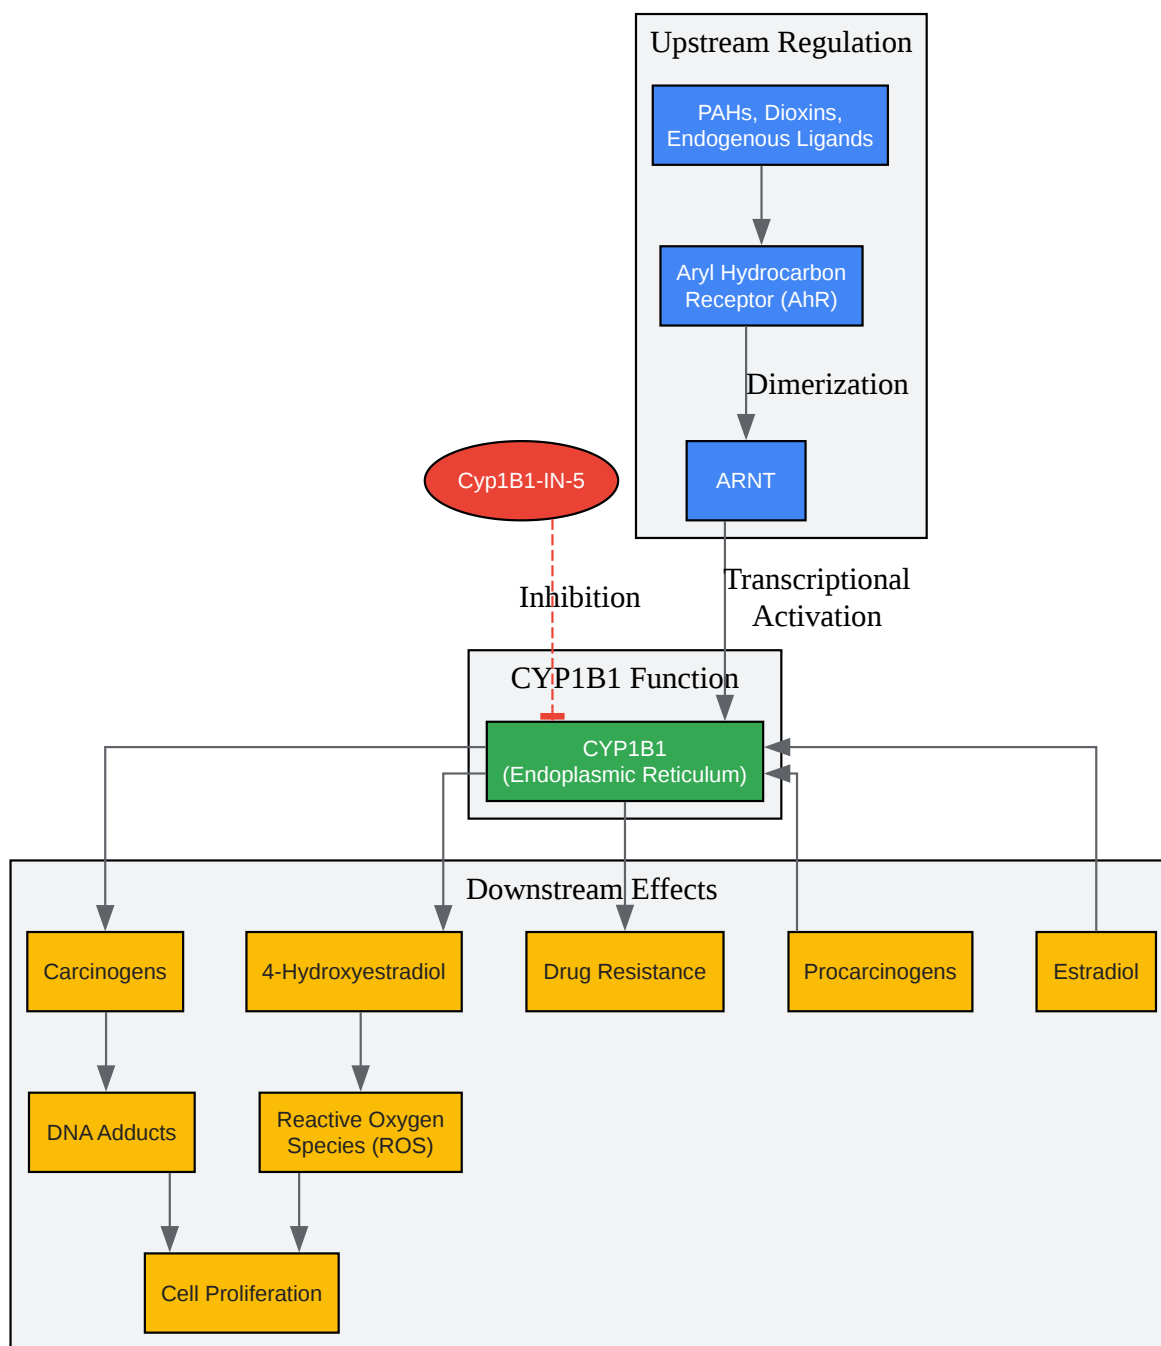 Upstream Regulation
PAHs, Dioxins,
Endogenous Ligands
Aryl Hydrocarbon
Receptor (AhR)
Dimerization
Cyp1B1-IN-5
ARNT
Inhibition
Transcriptional
Activation
CYP1B1 Function
CYP1B1
(Endoplasmic Reticulum)
Downstream Effects
Carcinogens
4-Hydroxyestradiol
Drug Resistance
Procarcinogens
Estradiol
DNA Adducts
Reactive Oxygen
Species (ROS)
Cell Proliferation